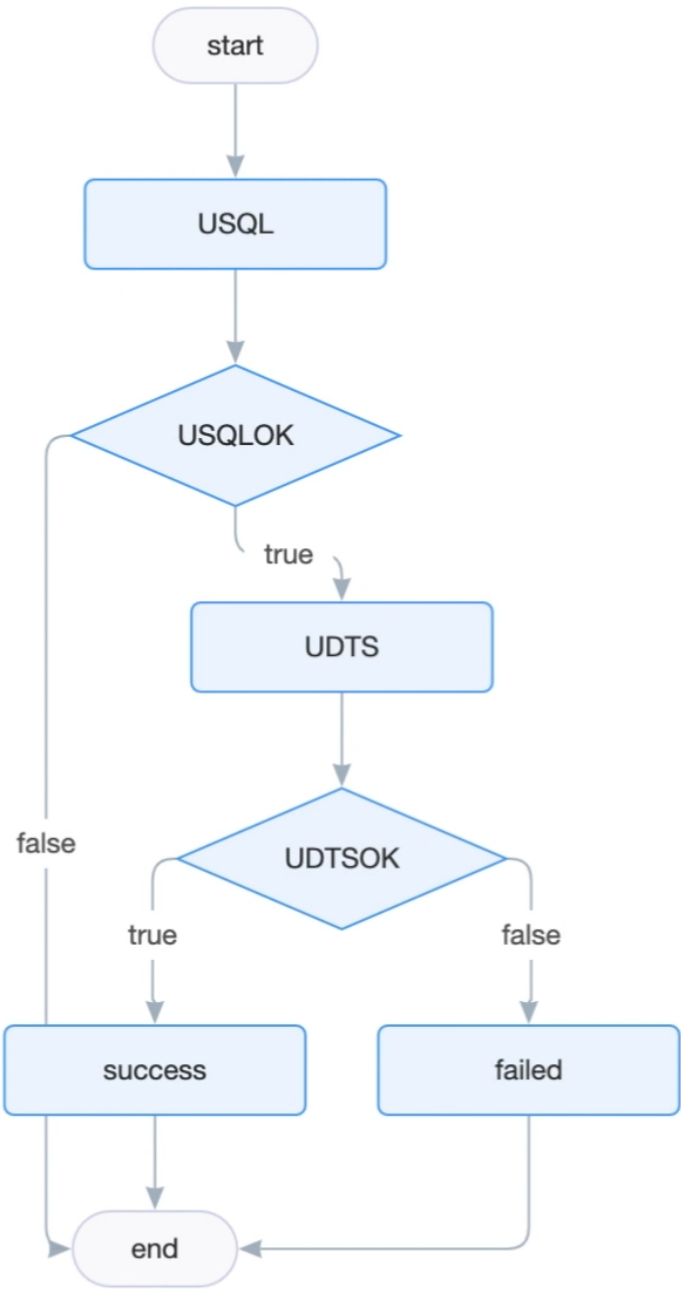 start
USQL
USQLOK
true
UDTS
false
UDTSOK
true
false
success
failed
end